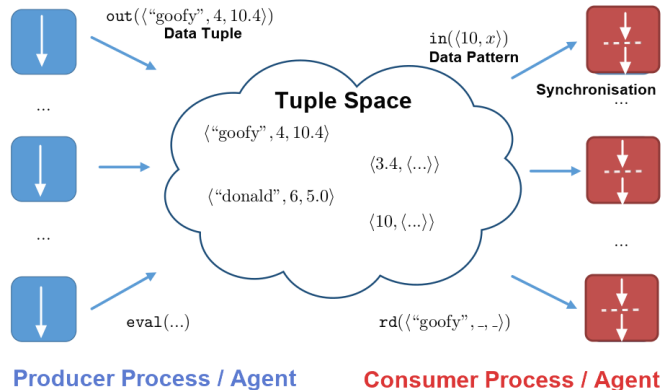 out(⟨“goofy”, 4, 10.4⟩)
Data Tuple
in(⟨10, x⟩)
Data Pattern
Synchronisation
...
...
Tuple Space
⟨“goofy”, 4, 10.4⟩
⟨3.4, ⟨...⟩⟩
⟨“donald”, 6, 5.0⟩
⟨10, ⟨...⟩⟩
...
...
eval(...)
rd(⟨“goofy”, _, _⟩)
Producer Process / Agent
Consumer Process / Agent